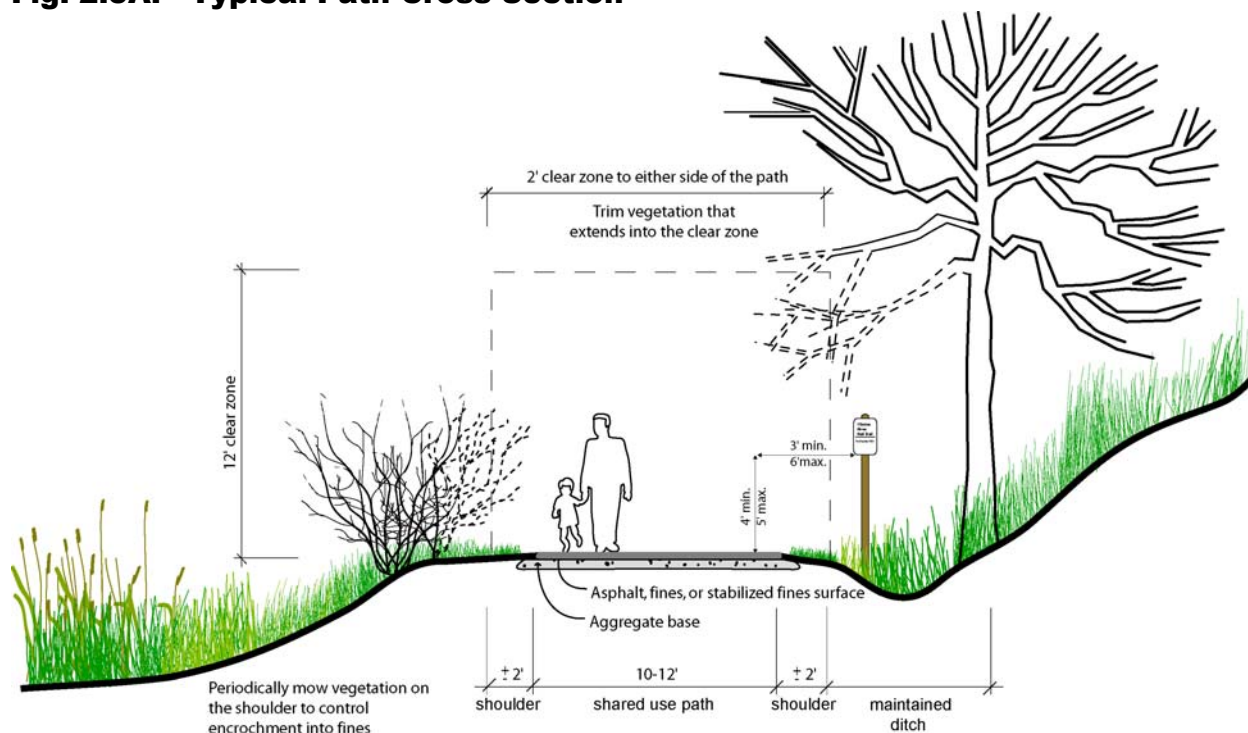 Fig. 2.5A: Typical Path Cross-Section
2' clear zone to either side of the path
Trim vegetation that
extends into the clear zone
12' clear zone
3' min.
6'max.
4' min.
5' max.
Asphalt, fines, or stabilized fines surface
Aggregate base
± 2'
10-12'
± 2'
shoulder
shared use path
shoulder
maintained
ditch
Periodically mow vegetation on
the shoulder to control
encrochment into fines